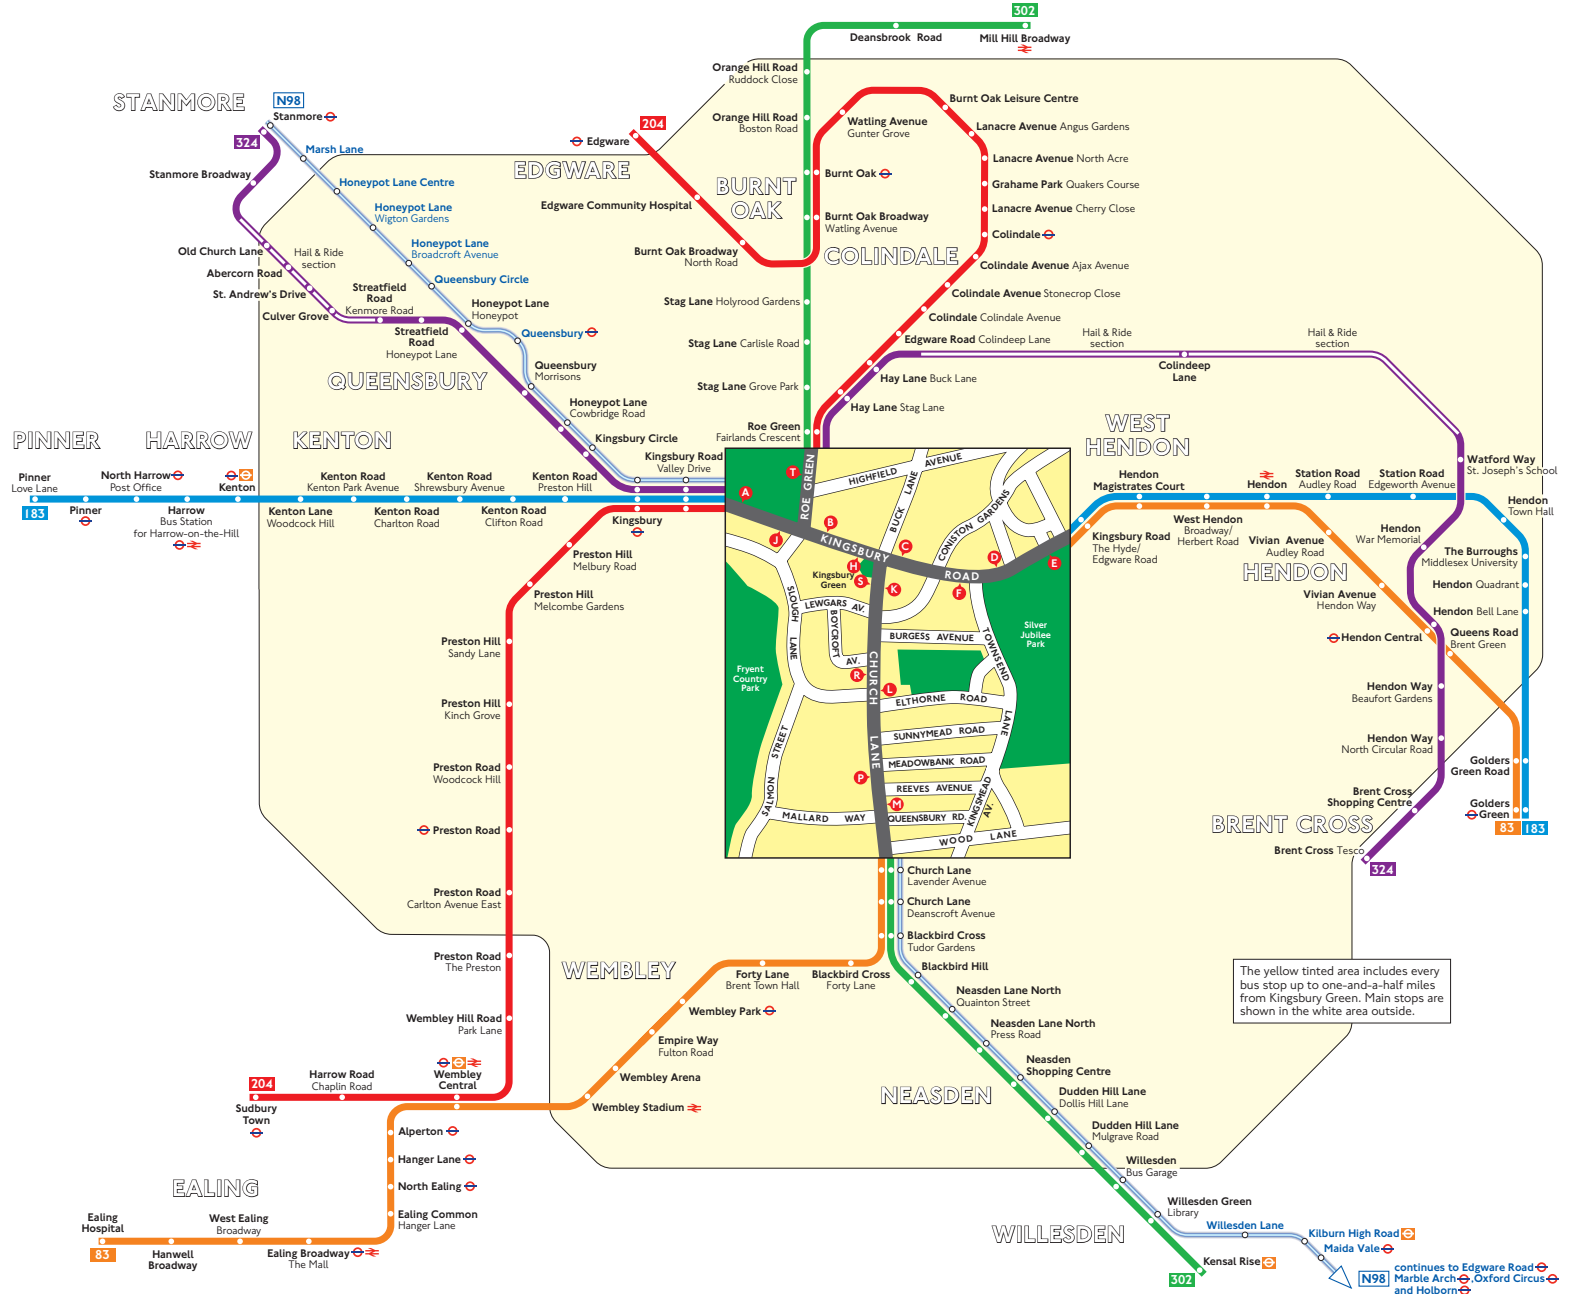 302
Deansbrook Road
Mill Hill Broadway
Orange Hill Road
Ruddock Close
STANMORE
N98
Stanmore
324
Marsh Lane
Stanmore Broadway
Honeypot Lane Centre
Honeypot Lane
Wigton Gardens
Honeypot Lane
Broadcroft Avenue
Queensbury Circle
Old Church Lane
Hail & Ride
section
Abercorn Road
St. Andrew's Drive
Culver Grove
Streatfield
Road
Kenmore Road
Streatfield
Road
Honeypot Lane
Honeypot Lane
Honeypot
Queensbury
Queensbury
Morrisons
QUEENSBURY
Honeypot Lane
Cowbridge Road
Kingsbury Circle
Kingsbury Road
Valley Drive
204
Edgware
EDGWARE
Edgware Community Hospital
Burnt Oak Broadway
North Road
Orange Hill Road
Boston Road
BURNT
OAK
Burnt Oak
Burnt Oak Broadway
Watling Avenue
Watling Avenue
Gunter Grove
Burnt Oak Leisure Centre
Lanacre Avenue Angus Gardens
Lanacre Avenue North Acre
Grahame Park Quakers Course
Lanacre Avenue Cherry Close
Colindale
COLINDALE
Colindale Avenue Ajax Avenue
Colindale Avenue Stonecrop Close
Colindale Colindale Avenue
Edgware Road Colindeep Lane
Stag Lane Holyrood Gardens
Stag Lane Carlisle Road
Stag Lane Grove Park
Roe Green
Fairlands Crescent
Hay Lane Buck Lane
Hay Lane Stag Lane
Hail & Ride
section
Colindeep
Lane
Hail & Ride
section
PINNER
HARROW
KENTON
Pinner
Love Lane
183
Pinner
North Harrow
Post Office
Harrow
Bus Station
for Harrow-on-the-Hill
Kenton
Kenton Lane
Woodcock Hill
Kenton Road
Kenton Park Avenue
Kenton Road
Charlton Road
Kenton Road
Shrewsbury Avenue
Kenton Road
Clifton Road
Kenton Road
Preston Hill
Kingsbury
Preston Hill
Melbury Road
Preston Hill
Melcombe Gardens
Preston Hill
Sandy Lane
Preston Hill
Kinch Grove
Preston Road
Woodcock Hill
Preston Road
Preston Road
Carlton Avenue East
Preston Road
The Preston
Wembley Hill Road
Park Lane
Wembley
Central
Harrow Road
Chaplin Road
204
Sudbury
Town
T
A
J
B
C
D
E
F
H
S
K
R
L
P
M
ROE GREEN
HIGHFIELD AVENUE
BUCK LANE
CONISTON GARDENS
KINGSBURY ROAD
Kingsbury
Green
SLOUGH LANE
LEWGARS AV.
BOYCROFT AV.
BURGESS AVENUE
TOWNSEND LANE
Silver
Jubilee
Park
Fryent
Country
Park
CHURCH LANE
ELTHORNE ROAD
SUNNYMEAD ROAD
MEADOWBANK ROAD
REEVES AVENUE
KINGSMEAD AV.
SALMON STREET
MALLARD WAY
QUEENSBURY RD.
WOOD LANE
WEST
HENDON
Hendon
Magistrates Court
Kingsbury Road
The Hyde/
Edgware Road
West Hendon
Broadway/
Herbert Road
Hendon
Station Road
Audley Road
Station Road
Edgeworth Avenue
Watford Way
St. Joseph's School
Hendon
Town Hall
Hendon
War Memorial
Vivian Avenue
Audley Road
HENDON
The Burroughs
Middlesex University
Hendon Quadrant
Vivian Avenue
Hendon Way
Hendon Bell Lane
Hendon Central
Queens Road
Brent Green
Hendon Way
Beaufort Gardens
Hendon Way
North Circular Road
Golders
Green Road
Brent Cross
Shopping Centre
Golders
Green
83
183
BRENT CROSS
Brent Cross Tesco
324
Church Lane
Lavender Avenue
Church Lane
Deanscroft Avenue
Blackbird Cross
Tudor Gardens
Blackbird Hill
WEMBLEY
Forty Lane
Brent Town Hall
Blackbird Cross
Forty Lane
Wembley Park
Empire Way
Fulton Road
Wembley Arena
Wembley Stadium
Neasden Lane North
Quainton Street
Neasden Lane North
Press Road
Neasden
Shopping Centre
NEASDEN
Dudden Hill Lane
Dollis Hill Lane
Dudden Hill Lane
Mulgrave Road
Willesden
Bus Garage
Willesden Green
Library
WILLESDEN
Willesden Lane
Kilburn High Road
Maida Vale
Kensal Rise
302
N98
continues to Edgware Road
Marble Arch, Oxford Circus
and Holborn
The yellow tinted area includes every
bus stop up to one-and-a-half miles
from Kingsbury Green. Main stops are
shown in the white area outside.
Alperton
Hanger Lane
North Ealing
Ealing Common
Hanger Lane
EALING
Ealing
Hospital
83
Hanwell
Broadway
West Ealing
Broadway
Ealing Broadway
The Mall